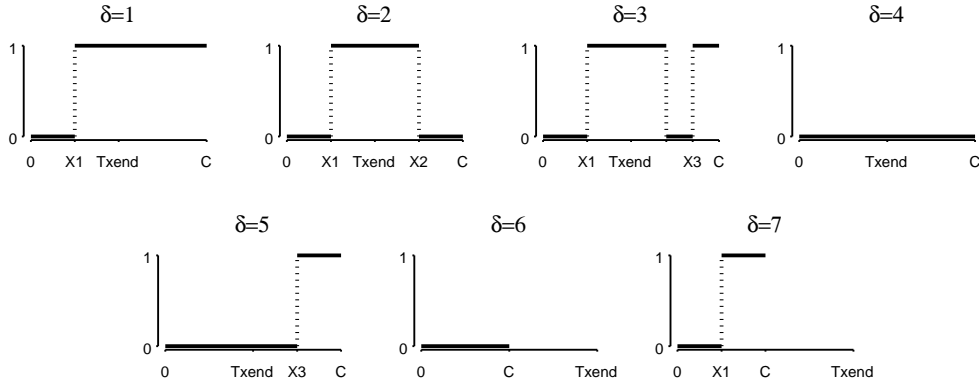 δ=1 δ=2 δ=3 δ=4
1 1 1 1
0 0 0 0
0 X1 Txend C 0 X1 Txend X2 C 0 X1 Txend X3 C 0 Txend C
δ=5 δ=6 δ=7
1 1 1
0 0 0
0 Txend X3 C 0 C Txend 0 X1 C Txend